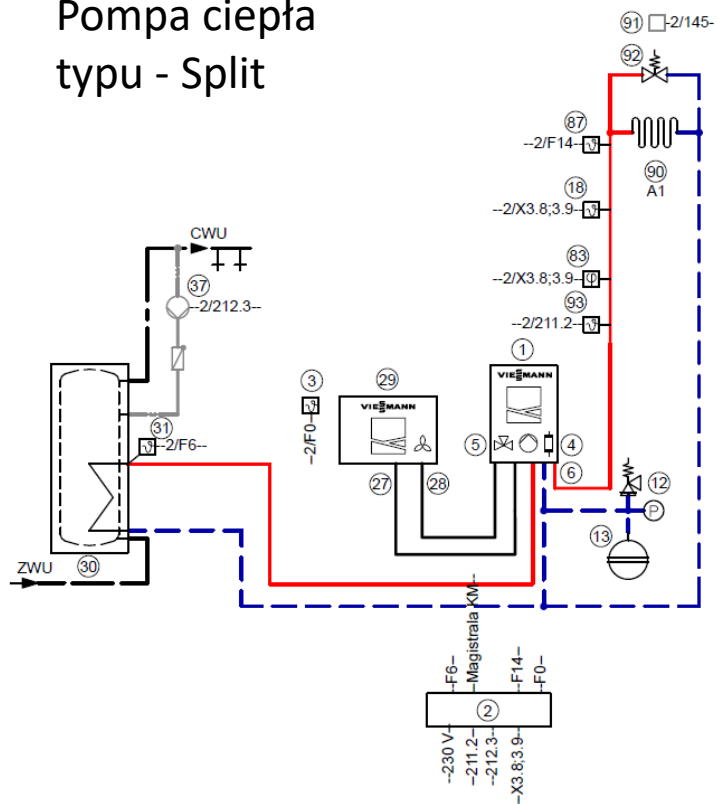 Pompa ciepła
typu - Split
91 -2/145-
92
87
--2/F14--
90
A1
18
--2/X3.8;3.9--
83
--2/X3.8;3.9--
φ
93
--2/211.2--
CWU
37
--2/212.3--
1
VIESMANN
3
29
VIESMANN
–2/F0–
31
--2/F6--
5
4
6
27
28
12
P
13
ZWU
30
--F6–
–Magistrala KM--
--F14–
--F0–
2
--230 V–
–211.2–
--212.3--
–X3.8;3.9–